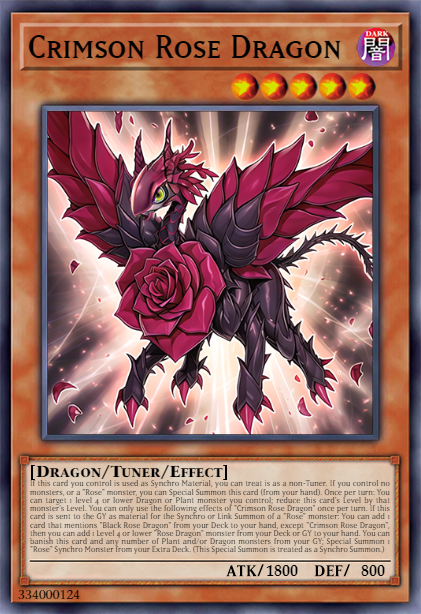 CRIMSON ROSE DRAGON
DARK
闇
[DRAGON/TUNER/EFFECT]
If this card you control is used as Synchro Material, you can treat is as a non-Tuner. If you control no
monsters, or a "Rose" monster, you can Special Summon this card (from your hand). Once per turn: You
can target 1 level 4 or lower Dragon or Plant monster you control; reduce this card's Level by that
monster's Level. You can only use the following effects of "Crimson Rose Dragon" once per turn. If this
card is sent to the GY as material for the Synchro or Link Summon of a "Rose" monster: You can add 1
card that mentions "Black Rose Dragon" from your Deck to your hand, except "Crimson Rose Dragon",
then you can add 1 Level 4 or lower "Rose Dragon" monster from your Deck or GY to your hand. You can
banish this card and any number of Plant and/or Dragon monsters from your GY; Special Summon 1
"Rose" Synchro Monster from your Extra Deck. (This Special Summon is treated as a Synchro Summon.)
ATK/1800 DEF/ 800
334000124